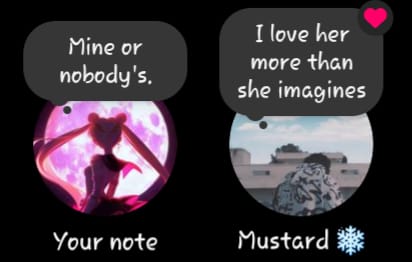 Mine or
nobody's.
I love her
more than
she imagines
Your note
Mustard ❄️